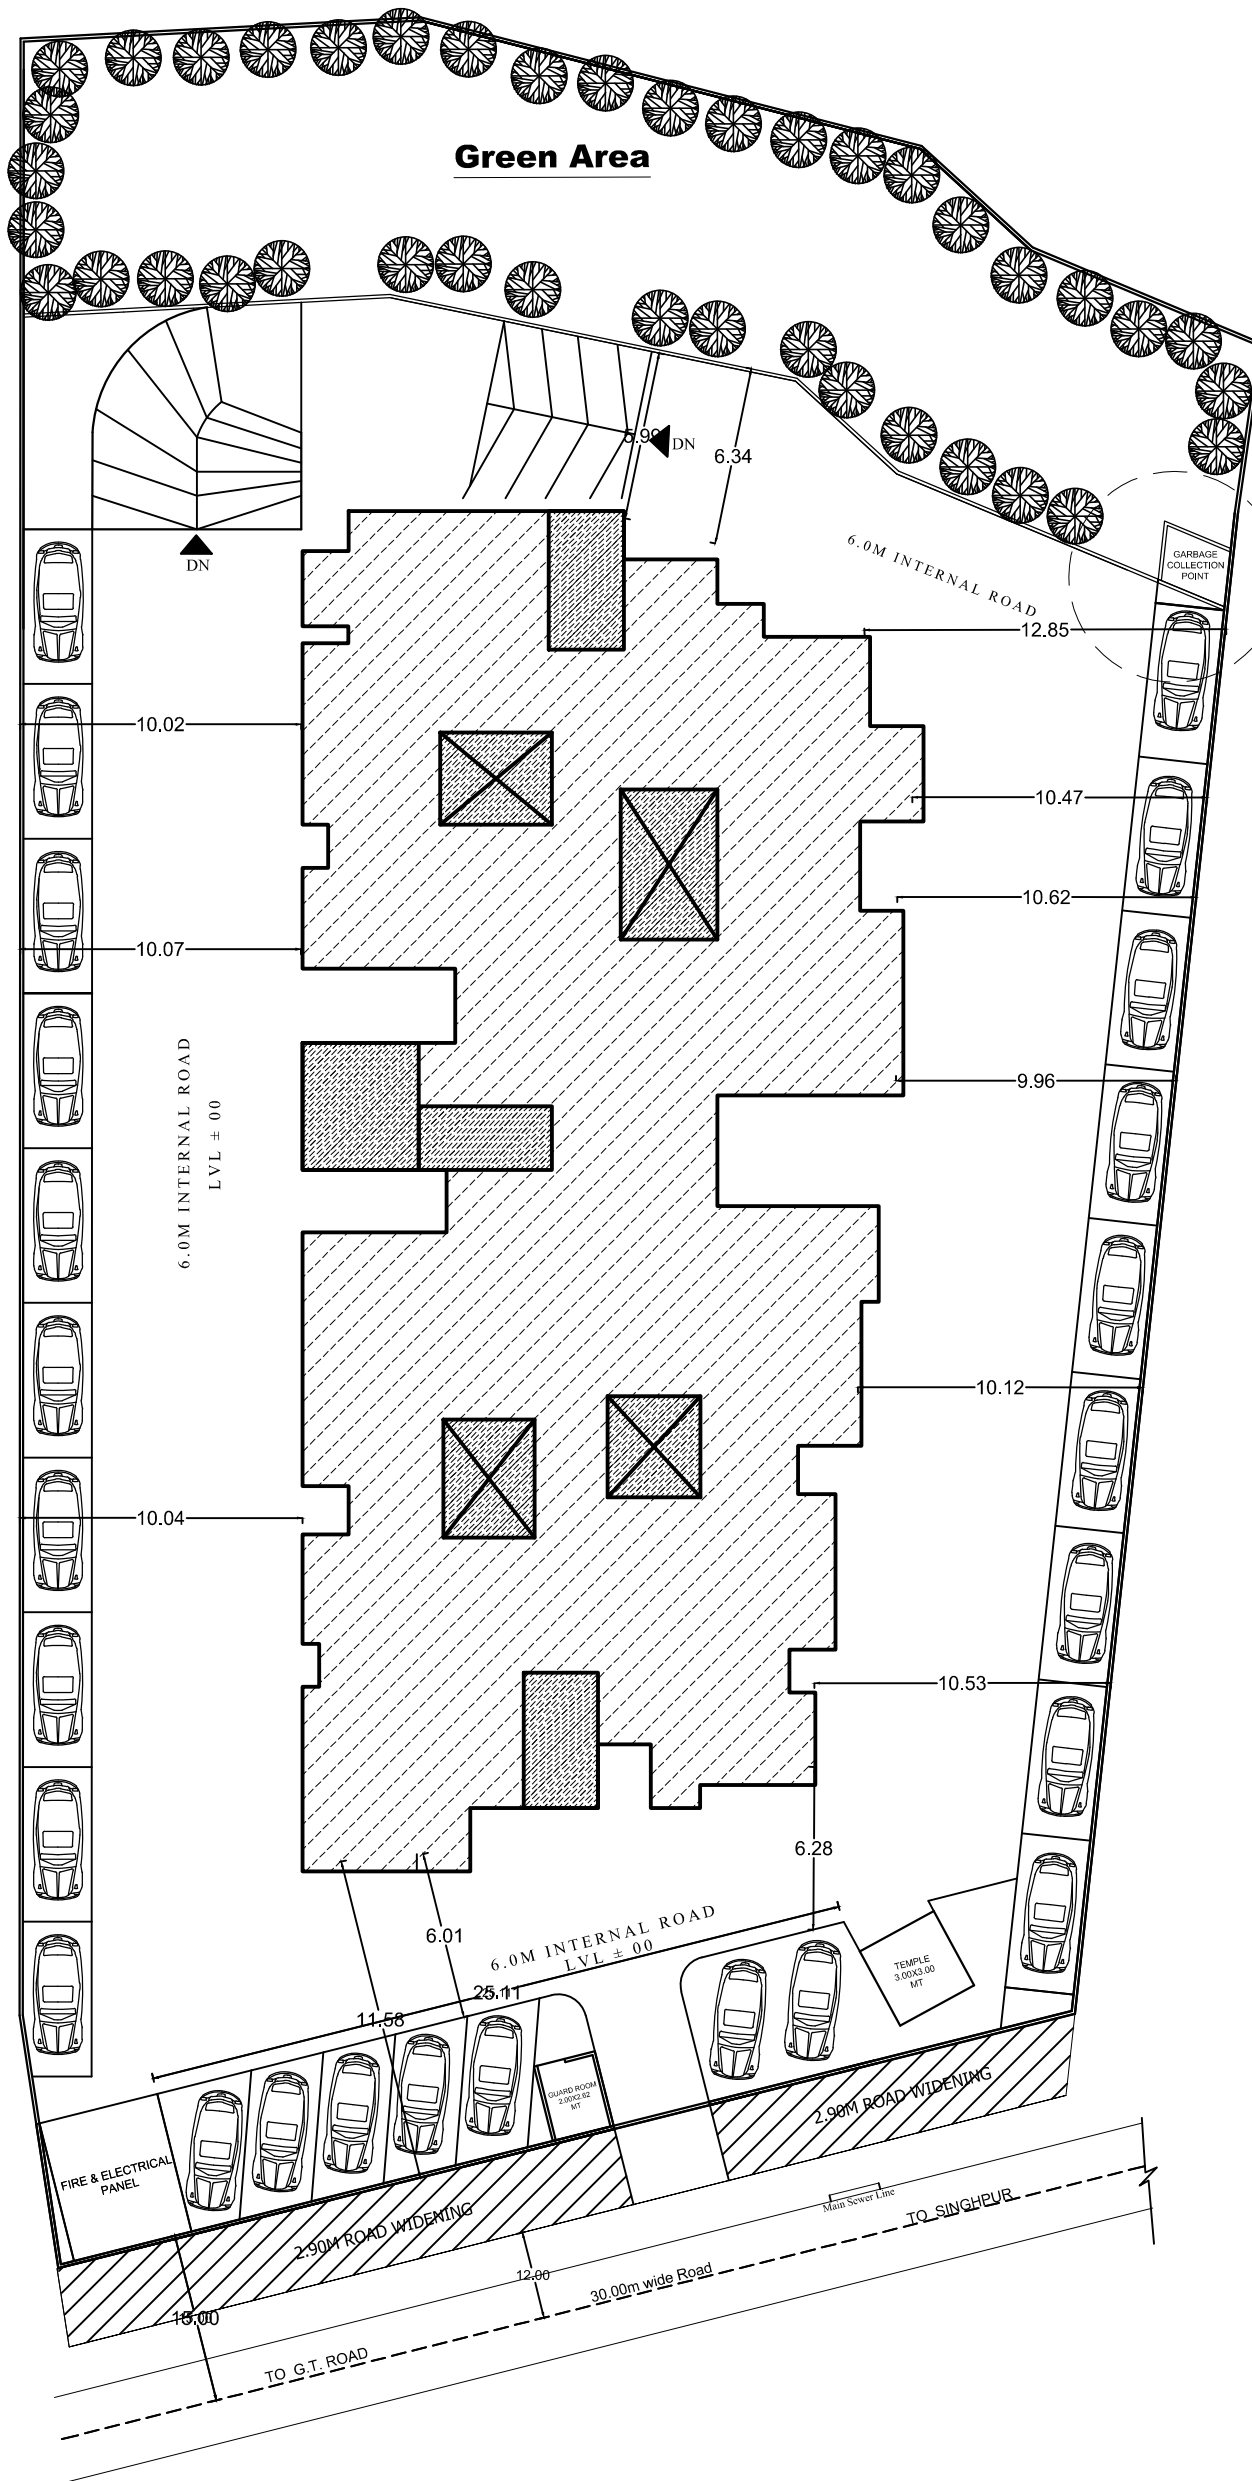 Green Area
5.99
DN
6.34
DN
6.0M INTERNAL ROAD
GARBAGE
COLLECTION
POINT
12.85
10.02
10.47
10.62
10.07
9.96
6.0M INTERNAL ROAD
LVL ± 00
10.12
10.04
10.53
6.28
6.01
6.0M INTERNAL ROAD
LVL ± 00
25.11
11.58
TEMPLE
3.00X3.00
MT
GUARD ROOM
2.00X2.62
MT
2.90M ROAD WIDENING
FIRE & ELECTRICAL
PANEL
2.90M ROAD WIDENING
Main Sewer Line
TO SINGHPUR
12.00
30.00m wide Road
TO G.T. ROAD